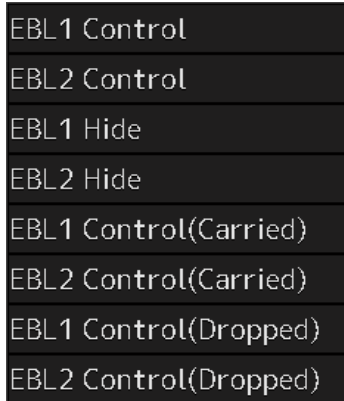 EBL1 Control
EBL2 Control
EBL1 Hide
EBL2 Hide
EBL1 Control(Carried)
EBL2 Control(Carried)
EBL1 Control(Dropped)
EBL2 Control(Dropped)